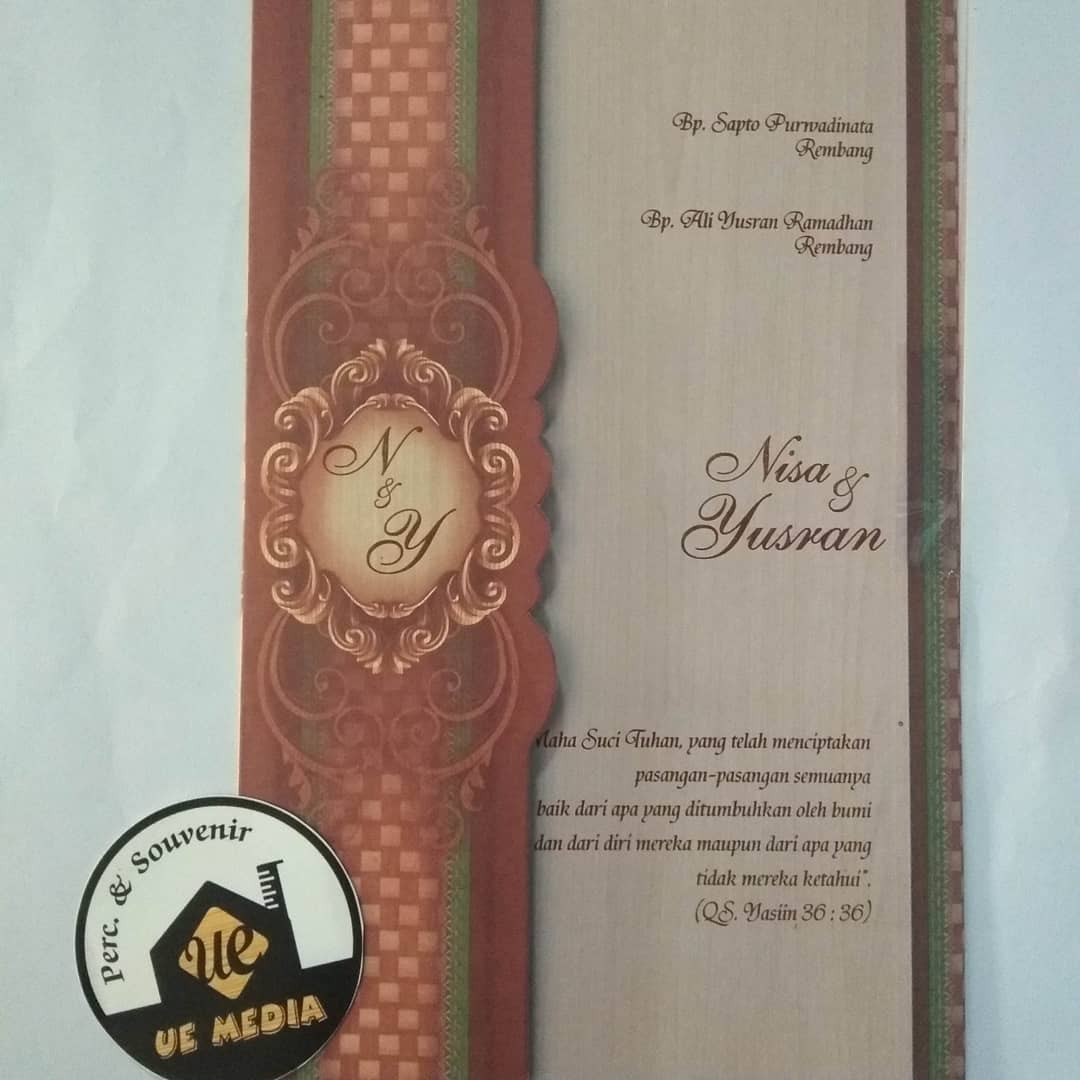 Bp. Sapto Purwadinata
Rembang
Bp. Ali Yusran Ramadhan
Rembang
N
&
Y
Nisa
&
Yusran
Maha Suci Tuhan, yang telah menciptakan
pasangan-pasangan semuanya
baik dari apa yang ditumbuhkan oleh bumi
dan dari diri mereka maupun dari apa yang
tidak mereka ketahui".
(QS. Yasiin 36 : 36)
Perc. & Souvenir
ue
UE MEDIA